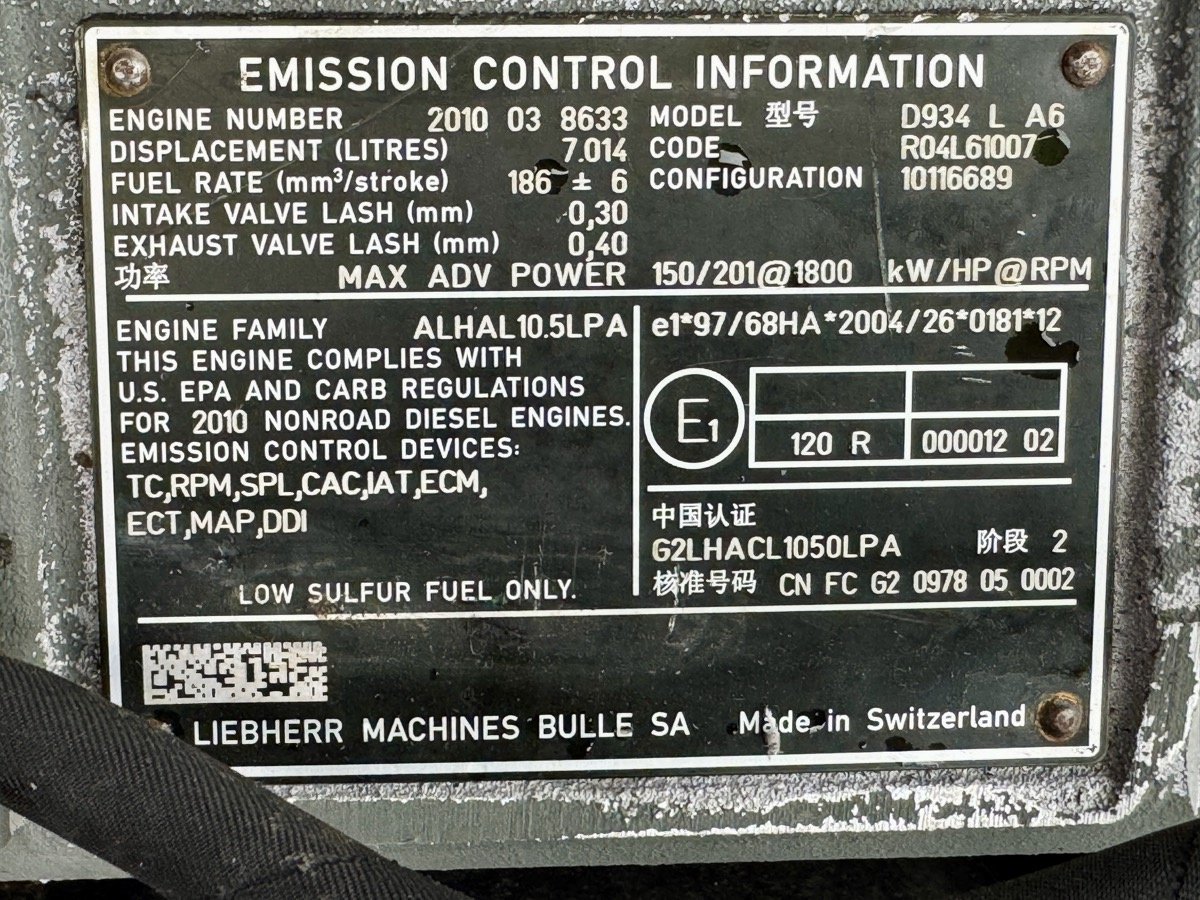 EMISSION CONTROL INFORMATION
ENGINE NUMBER 2010 03 8633 MODEL 型号 D934 L A6
DISPLACEMENT (LITRES) 7.014 CODE R04L61007
FUEL RATE (mm³/stroke) 186 ± 6 CONFIGURATION 10116689
INTAKE VALVE LASH (mm) 0,30
EXHAUST VALVE LASH (mm) 0,40
功率 MAX ADV POWER 150/201@1800 kW/HP@RPM
ENGINE FAMILY ALHAL10.5LPA
THIS ENGINE COMPLIES WITH
U.S. EPA AND CARB REGULATIONS
FOR 2010 NONROAD DIESEL ENGINES.
EMISSION CONTROL DEVICES:
TC,RPM,SPL,CAC,IAT,ECM,
ECT,MAP,DDI
LOW SULFUR FUEL ONLY.
e1*97/68HA*2004/26*0181*12
E1
120 R 000012 02
中国认证
G2LHACL1050LPA 阶段 2
核准号码 CN FC G2 0978 05 0002
LIEBHERR MACHINES BULLE SA Made in Switzerland